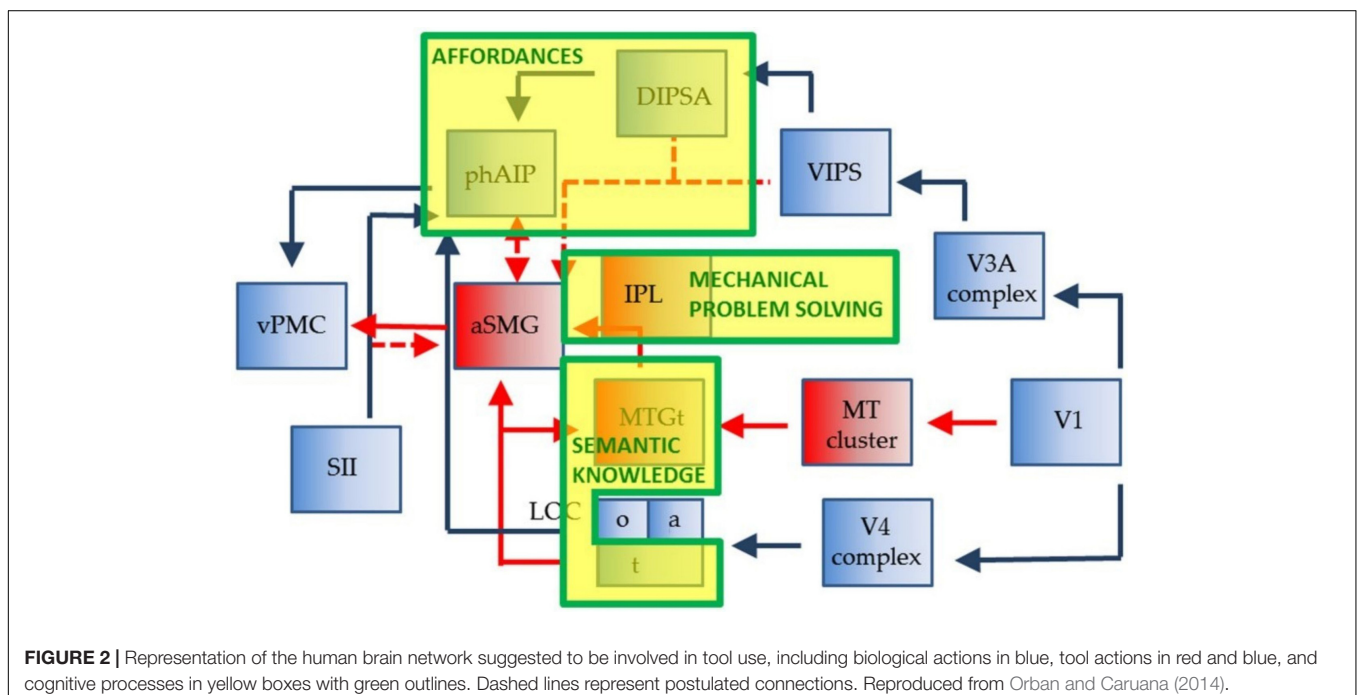 AFFORDANCES
DIPSA
phAIP
VIPS
V3A
complex
IPL
MECHANICAL
PROBLEM SOLVING
vPMC
aSMG
MTGt
MT
cluster
V1
SEMANTIC
KNOWLEDGE
SII
LOC
o
a
t
V4
complex
FIGURE 2 | Representation of the human brain network suggested to be involved in tool use, including biological actions in blue, tool actions in red and blue, and
cognitive processes in yellow boxes with green outlines. Dashed lines represent postulated connections. Reproduced from Orban and Caruana (2014).